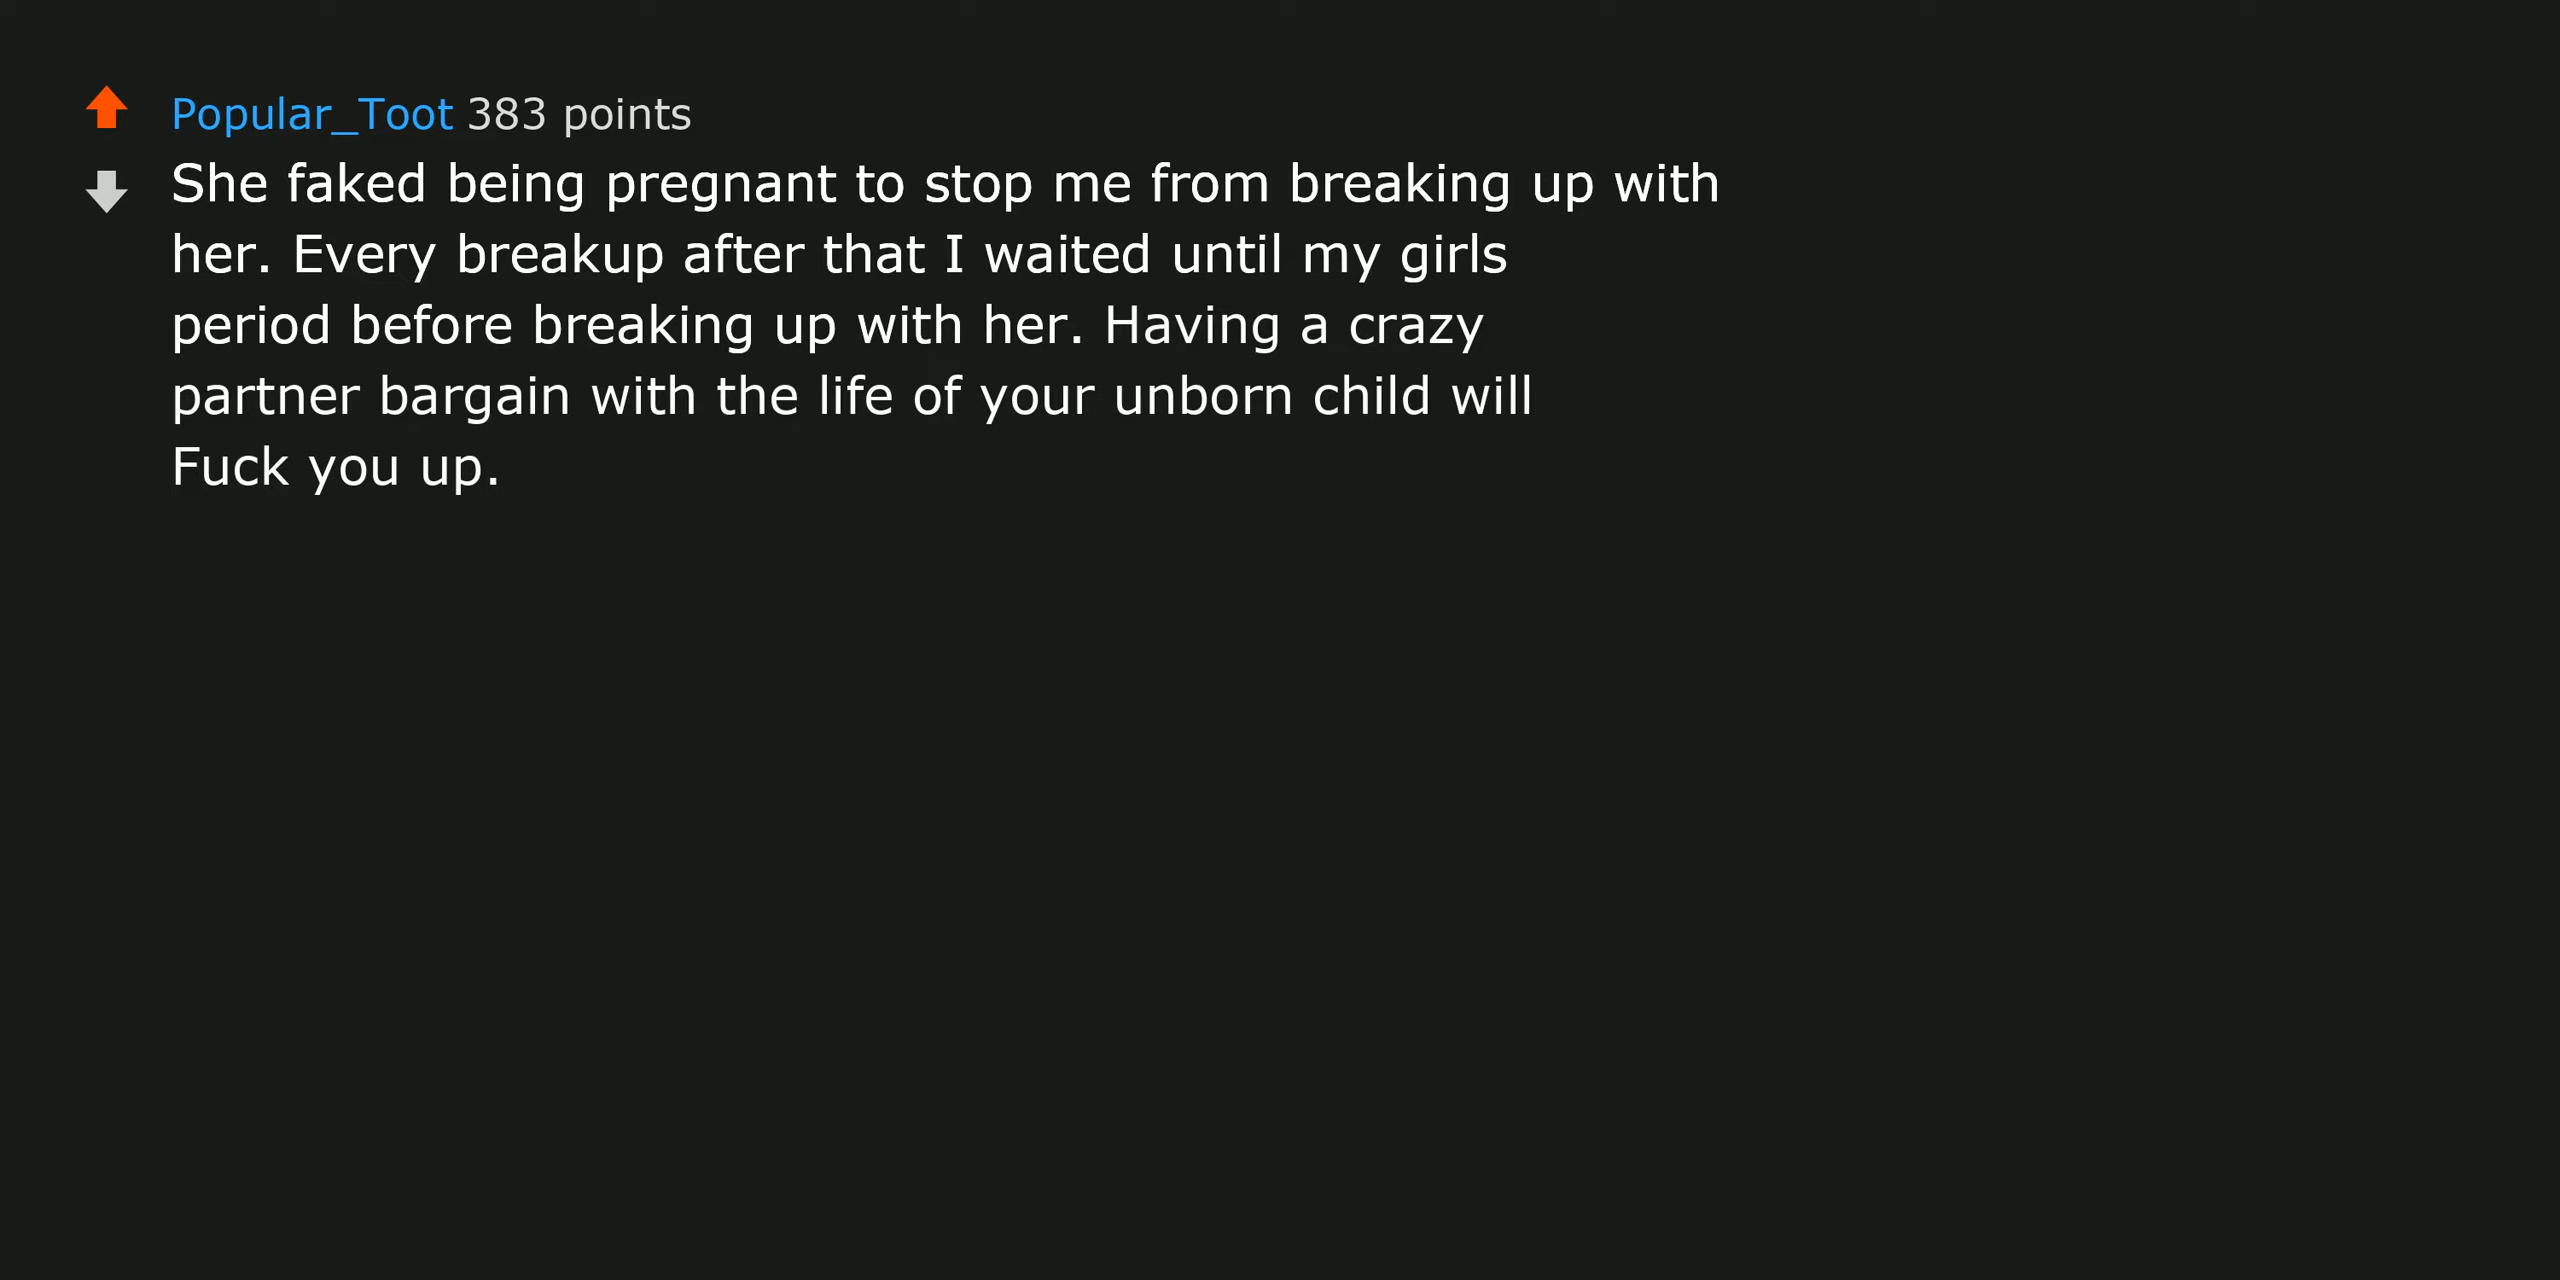 Popular_Toot 383 points
She faked being pregnant to stop me from breaking up with
her. Every breakup after that I waited until my girls
period before breaking up with her. Having a crazy
partner bargain with the life of your unborn child will
Fuck you up.